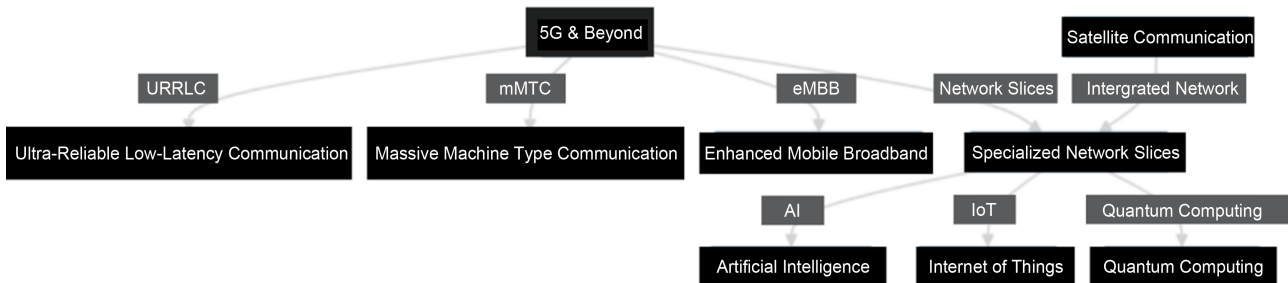 5G & Beyond
Satellite Communication
URRLC
mMTC
eMBB
Network Slices
Intergrated Network
Ultra-Reliable Low-Latency Communication
Massive Machine Type Communication
Enhanced Mobile Broadband
Specialized Network Slices
AI
IoT
Quantum Computing
Artificial Intelligence
Internet of Things
Quantum Computing